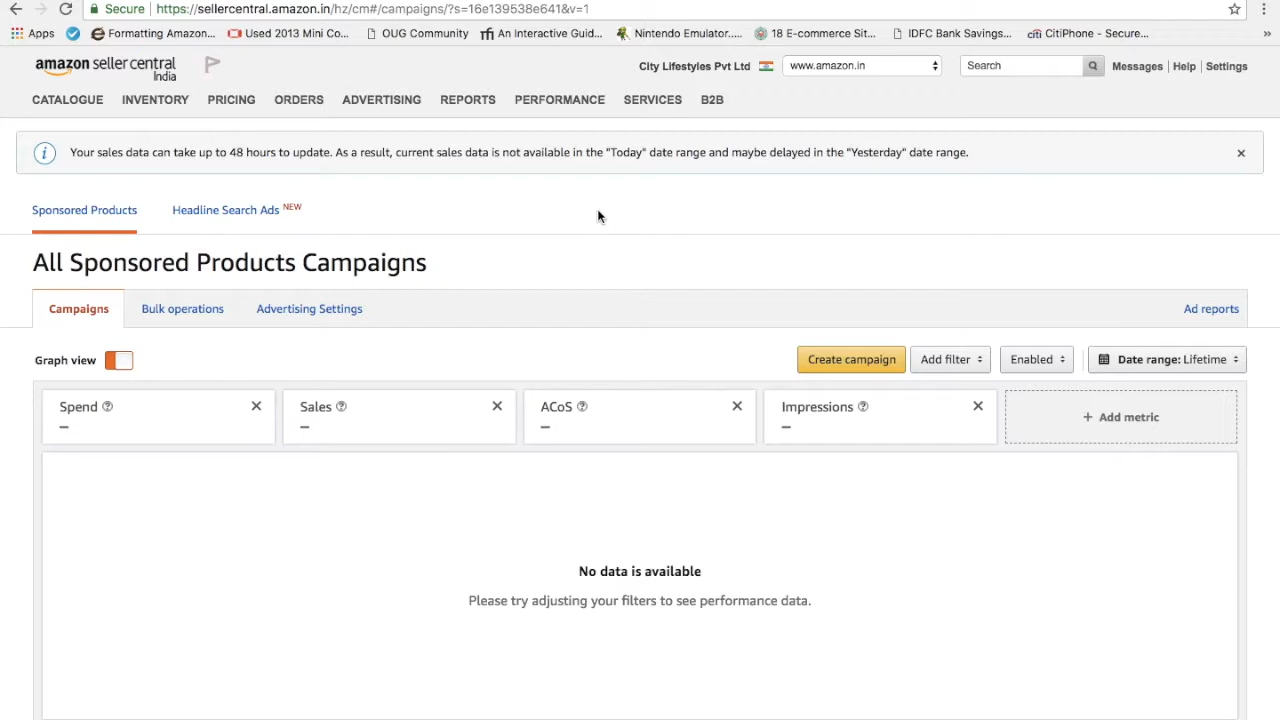 Secure https://sellercentral.amazon.in/hz/cm#/campaigns/?s=16e139538e641&v=1
Apps Formatting Amazon... Used 2013 Mini Co... OUG Community An Interactive Guid... Nintendo Emulator.... 18 E-commerce Sit... IDFC Bank Savings... citi CitiPhone - Secure... »
amazon seller central
India
City Lifestyles Pvt Ltd www.amazon.in Search Messages | Help | Settings
CATALOGUE INVENTORY PRICING ORDERS ADVERTISING REPORTS PERFORMANCE SERVICES B2B
i Your sales data can take up to 48 hours to update. As a result, current sales data is not available in the "Today" date range and maybe delayed in the "Yesterday" date range.
Sponsored Products Headline Search Ads NEW
All Sponsored Products Campaigns
Campaigns Bulk operations Advertising Settings Ad reports
Graph view Create campaign Add filter Enabled Date range: Lifetime
Spend ? Sales ? ACoS ? Impressions ? + Add metric
– – – –
No data is available
Please try adjusting your filters to see performance data.